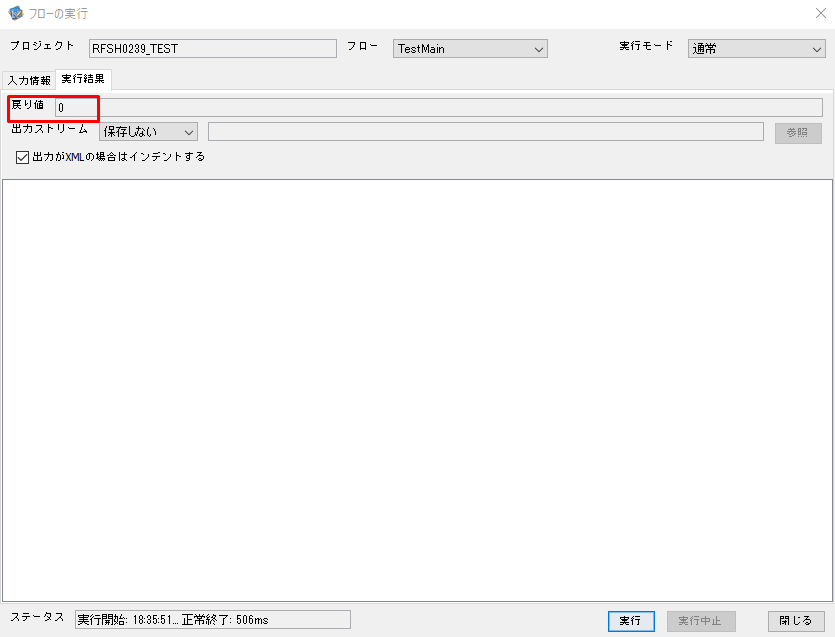 フローの実行
プロジェクト RFSH0239_TEST フロー TestMain 実行モード 通常
入力情報 実行結果
戻り値 0
出力ストリーム 保存しない 参照
出力がXMLの場合はインデントする
ステータス 実行開始: 18:35:51... 正常終了: 506ms 実行 実行中止 閉じる